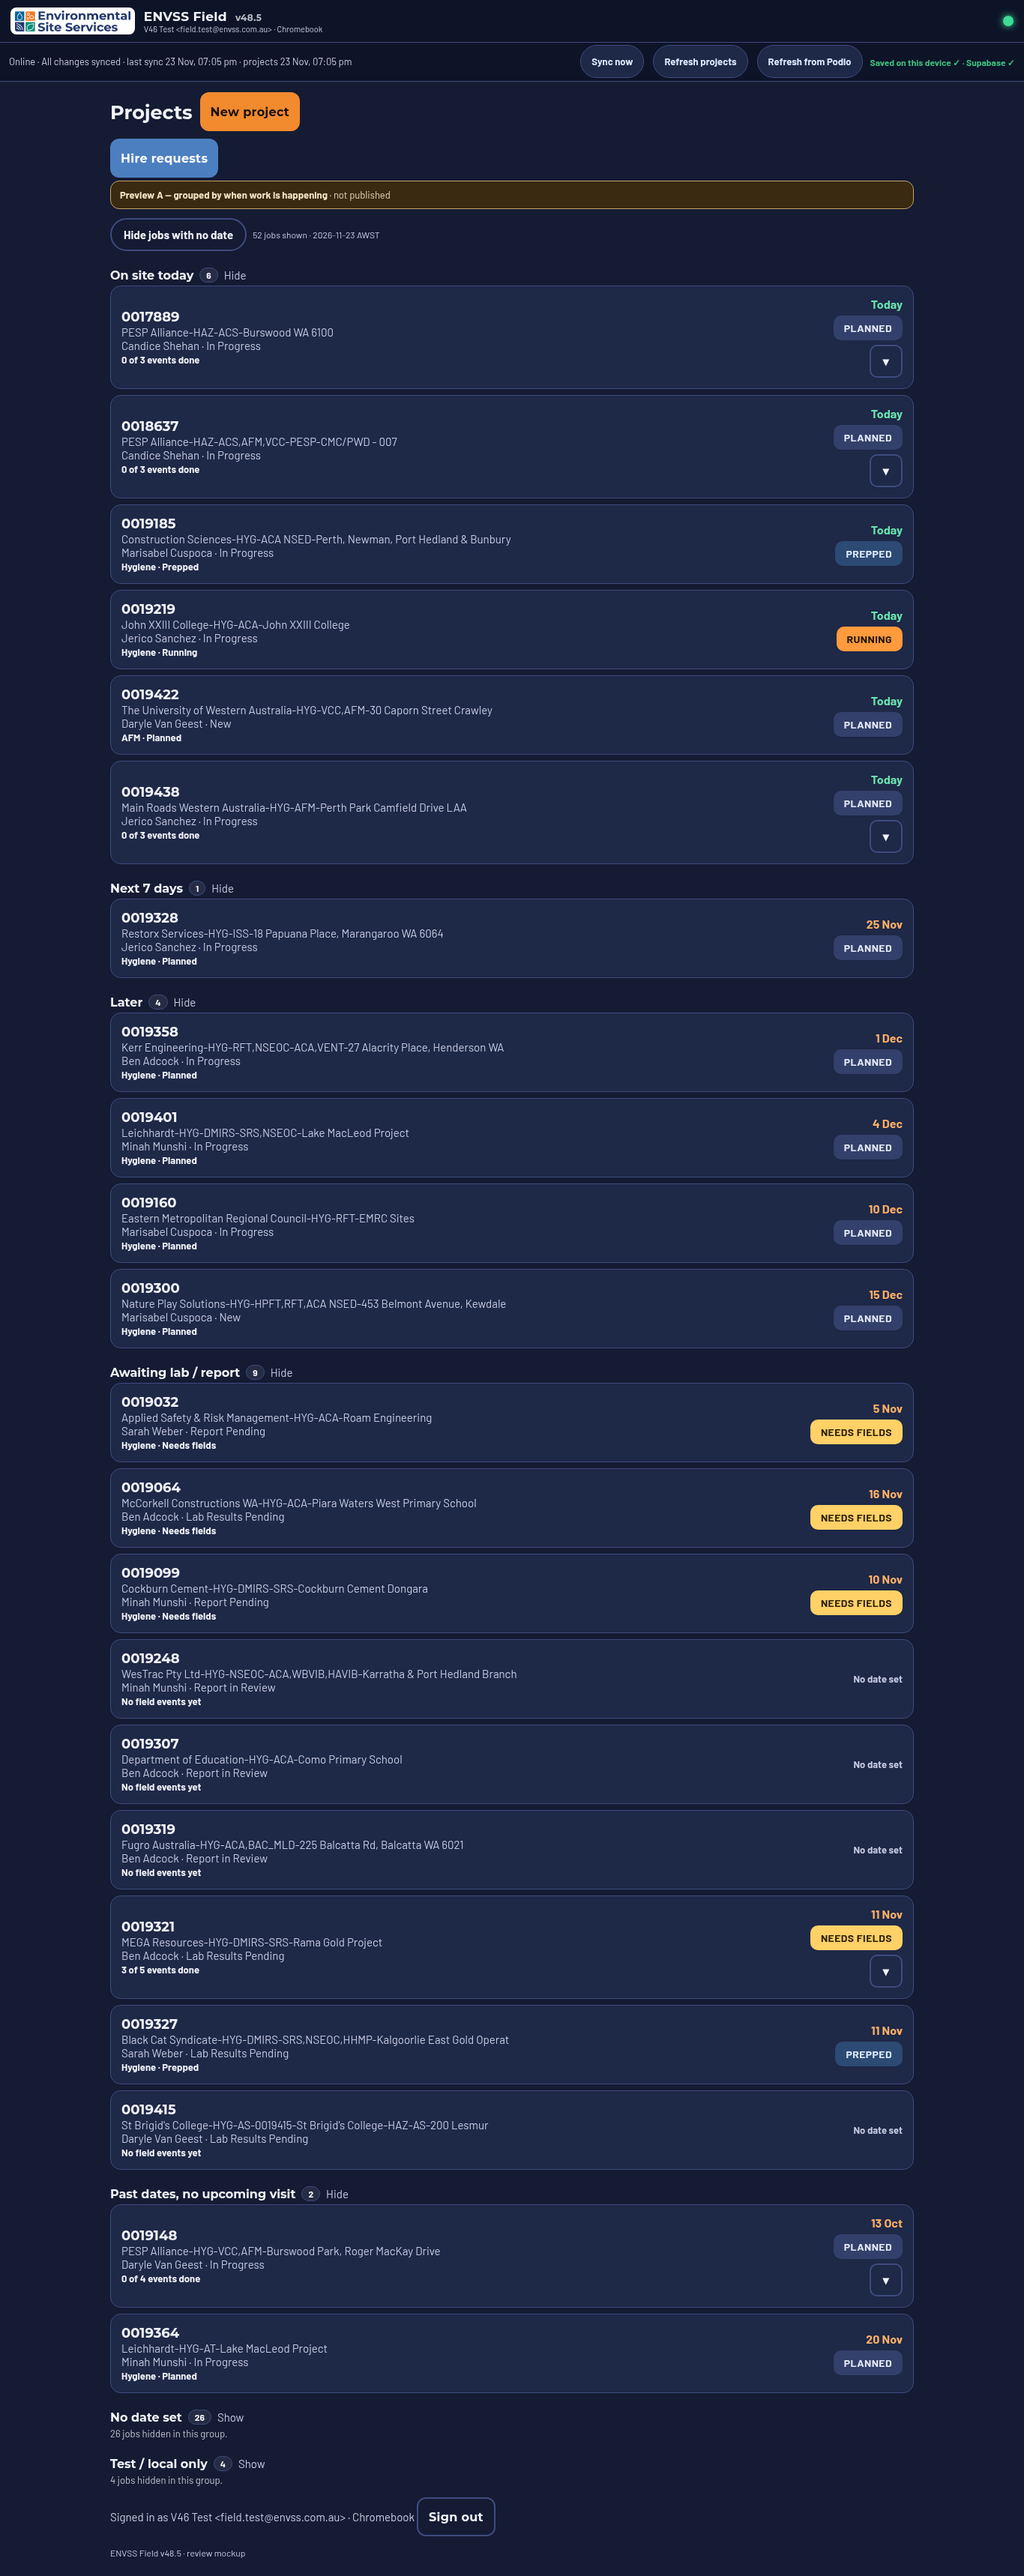 Environmental
Site Services
ENVSS Field v48.5
V46 Test <field.test@envss.com.au> · Chromebook
Online · All changes synced · last sync 23 Nov, 07:05 pm · projects 23 Nov, 07:05 pm
Sync now
Refresh projects
Refresh from Podio
Saved on this device ✓ · Supabase ✓
Projects
New project
Hire requests
Preview A — grouped by when work is happening · not published
Hide jobs with no date
52 jobs shown · 2026-11-23 AWST
On site today 6 Hide
0017889
PESP Alliance-HAZ-ACS-Burswood WA 6100
Candice Shehan · In Progress
0 of 3 events done
Today
PLANNED
▼
0018637
PESP Alliance-HAZ-ACS,AFM,VCC-PESP-CMC/PWD - 007
Candice Shehan · In Progress
0 of 3 events done
Today
PLANNED
▼
0019185
Construction Sciences-HYG-ACA NSED-Perth, Newman, Port Hedland & Bunbury
Marisabel Cuspoca · In Progress
Hygiene · Prepped
Today
PREPPED
0019219
John XXIII College-HYG-ACA-John XXIII College
Jerico Sanchez · In Progress
Hygiene · Running
Today
RUNNING
0019422
The University of Western Australia-HYG-VCC,AFM-30 Caporn Street Crawley
Daryle Van Geest · New
AFM · Planned
Today
PLANNED
0019438
Main Roads Western Australia-HYG-AFM-Perth Park Camfield Drive LAA
Jerico Sanchez · In Progress
0 of 3 events done
Today
PLANNED
▼
Next 7 days 1 Hide
0019328
Restorx Services-HYG-ISS-18 Papuana Place, Marangaroo WA 6064
Jerico Sanchez · In Progress
Hygiene · Planned
25 Nov
PLANNED
Later 4 Hide
0019358
Kerr Engineering-HYG-RFT,NSEOC-ACA,VENT-27 Alacrity Place, Henderson WA
Ben Adcock · In Progress
Hygiene · Planned
1 Dec
PLANNED
0019401
Leichhardt-HYG-DMIRS-SRS,NSEOC-Lake MacLeod Project
Minah Munshi · In Progress
Hygiene · Planned
4 Dec
PLANNED
0019160
Eastern Metropolitan Regional Council-HYG-RFT-EMRC Sites
Marisabel Cuspoca · In Progress
Hygiene · Planned
10 Dec
PLANNED
0019300
Nature Play Solutions-HYG-HPFT,RFT,ACA NSED-453 Belmont Avenue, Kewdale
Marisabel Cuspoca · New
Hygiene · Planned
15 Dec
PLANNED
Awaiting lab / report 9 Hide
0019032
Applied Safety & Risk Management-HYG-ACA-Roam Engineering
Sarah Weber · Report Pending
Hygiene · Needs fields
5 Nov
NEEDS FIELDS
0019064
McCorkell Constructions WA-HYG-ACA-Piara Waters West Primary School
Ben Adcock · Lab Results Pending
Hygiene · Needs fields
16 Nov
NEEDS FIELDS
0019099
Cockburn Cement-HYG-DMIRS-SRS-Cockburn Cement Dongara
Minah Munshi · Report Pending
Hygiene · Needs fields
10 Nov
NEEDS FIELDS
0019248
WesTrac Pty Ltd-HYG-NSEOC-ACA,WBVIB,HAVIB-Karratha & Port Hedland Branch
Minah Munshi · Report in Review
No field events yet
No date set
0019307
Department of Education-HYG-ACA-Como Primary School
Ben Adcock · Report in Review
No field events yet
No date set
0019319
Fugro Australia-HYG-ACA,BAC_MLD-225 Balcatta Rd, Balcatta WA 6021
Ben Adcock · Report in Review
No field events yet
No date set
0019321
MEGA Resources-HYG-DMIRS-SRS-Rama Gold Project
Ben Adcock · Lab Results Pending
3 of 5 events done
11 Nov
NEEDS FIELDS
▼
0019327
Black Cat Syndicate-HYG-DMIRS-SRS,NSEOC,HHMP-Kalgoorlie East Gold Operat
Sarah Weber · Lab Results Pending
Hygiene · Prepped
11 Nov
PREPPED
0019415
St Brigid's College-HYG-AS-0019415-St Brigid's College-HAZ-AS-200 Lesmur
Daryle Van Geest · Lab Results Pending
No field events yet
No date set
Past dates, no upcoming visit 2 Hide
0019148
PESP Alliance-HYG-VCC,AFM-Burswood Park, Roger MacKay Drive
Daryle Van Geest · In Progress
0 of 4 events done
13 Oct
PLANNED
▼
0019364
Leichhardt-HYG-AT-Lake MacLeod Project
Minah Munshi · In Progress
Hygiene · Planned
20 Nov
PLANNED
No date set 26 Show
26 jobs hidden in this group.
Test / local only 4 Show
4 jobs hidden in this group.
Signed in as V46 Test <field.test@envss.com.au> · Chromebook Sign out
ENVSS Field v48.5 · review mockup